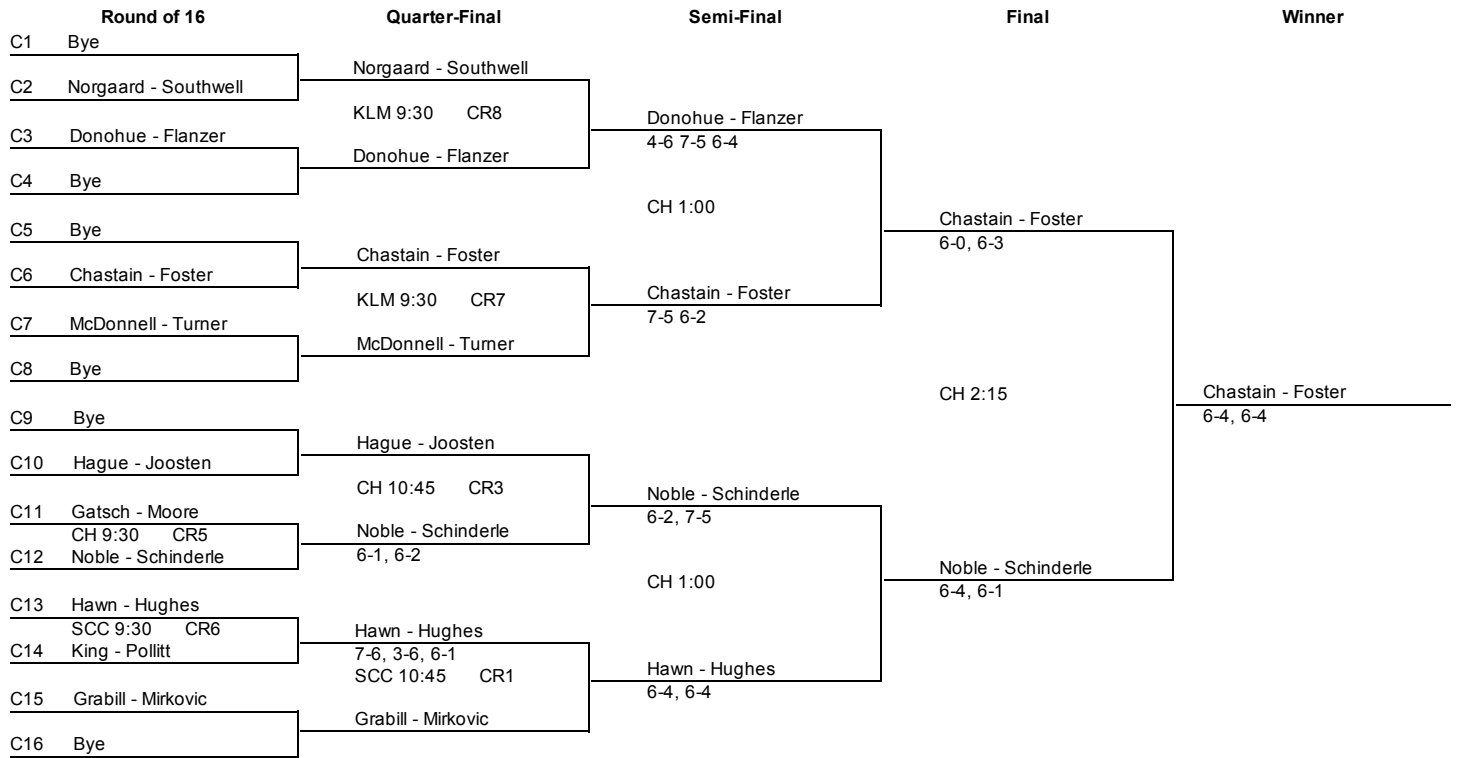 Round of 16 Quarter-Final Semi-Final Final Winner
C1 Bye
C2 Norgaard - Southwell
C3 Donohue - Flanzer
C4 Bye
C5 Bye
C6 Chastain - Foster
C7 McDonnell - Turner
C8 Bye
C9 Bye
C10 Hague - Joosten
C11 Gatsch - Moore
CH 9:30 CR5
C12 Noble - Schinderle
C13 Hawn - Hughes
SCC 9:30 CR6
C14 King - Pollitt
C15 Grabill - Mirkovic
C16 Bye
Norgaard - Southwell
KLM 9:30 CR8
Donohue - Flanzer
Chastain - Foster
KLM 9:30 CR7
McDonnell - Turner
Hague - Joosten
CH 10:45 CR3
Noble - Schinderle
6-1, 6-2
Hawn - Hughes
7-6, 3-6, 6-1
SCC 10:45 CR1
Grabill - Mirkovic
Donohue - Flanzer
4-6 7-5 6-4
CH 1:00
Chastain - Foster
7-5 6-2
Noble - Schinderle
6-2, 7-5
CH 1:00
Hawn - Hughes
6-4, 6-4
Chastain - Foster
6-0, 6-3
CH 2:15
Noble - Schinderle
6-4, 6-1
Chastain - Foster
6-4, 6-4